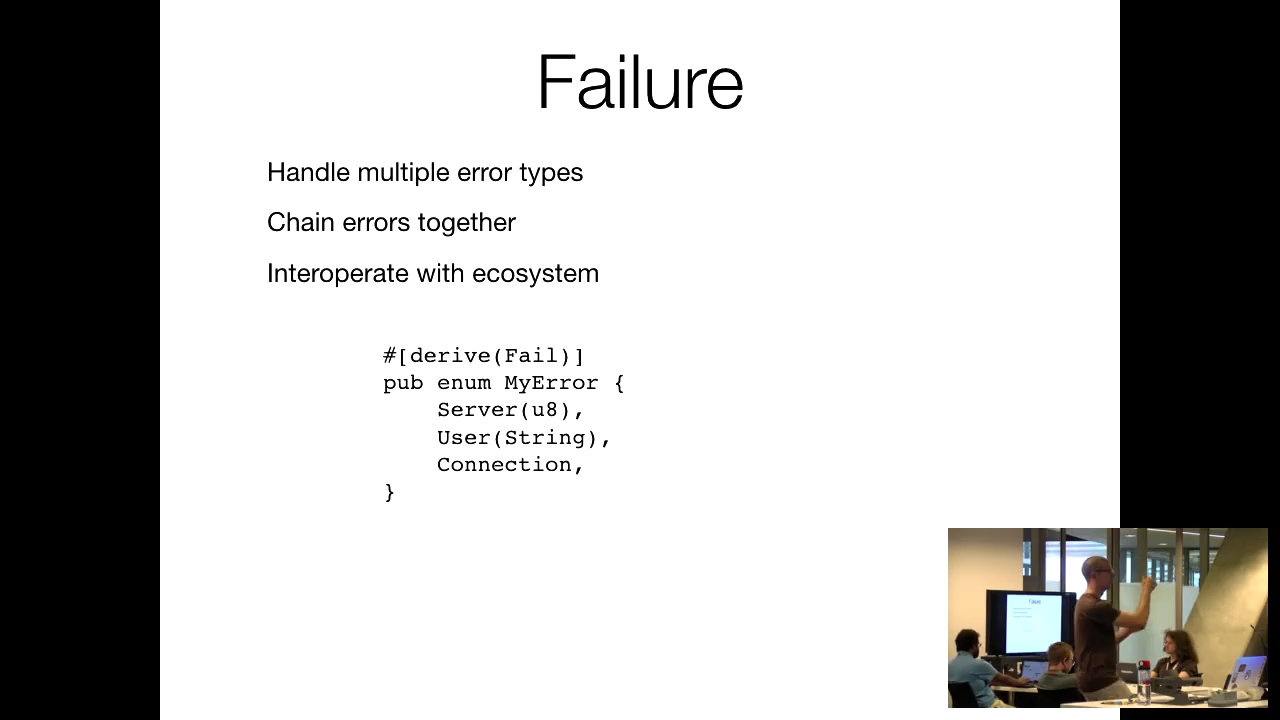 Failure
Handle multiple error types
Chain errors together
Interoperate with ecosystem
#[derive(Fail)]
pub enum MyError {
    Server(u8),
    User(String),
    Connection,
}
Failure